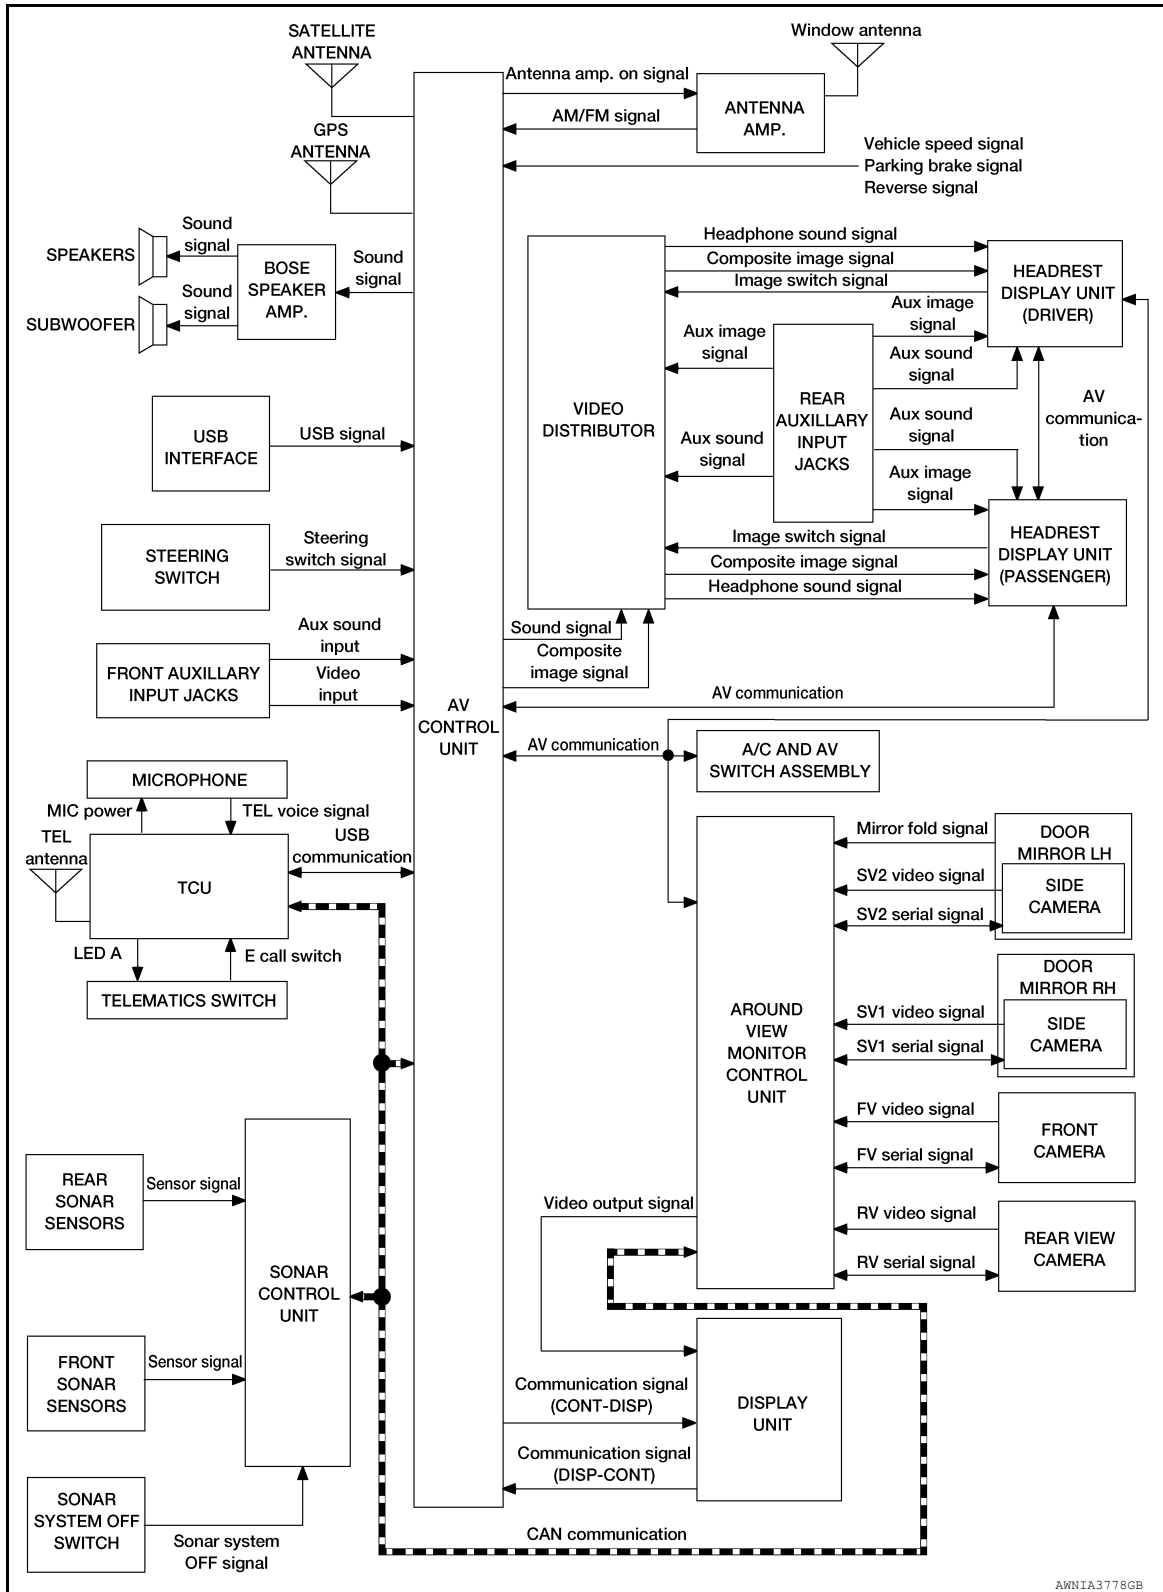 SATELLITE
ANTENNA
Window antenna
Antenna amp. on signal
ANTENNA
AMP.
AM/FM signal
GPS
ANTENNA
Vehicle speed signal
Parking brake signal
Reverse signal
Sound
signal
SPEAKERS
BOSE
SPEAKER
AMP.
Sound
signal
Sound
signal
SUBWOOFER
Headphone sound signal
Composite image signal
Image switch signal
HEADREST
DISPLAY UNIT
(DRIVER)
Aux image
signal
Aux image
signal
Aux sound
signal
VIDEO
DISTRIBUTOR
REAR
AUXILLARY
INPUT
JACKS
AV
communica-
tion
Aux sound
signal
Aux sound
signal
Aux image
signal
USB
INTERFACE
USB signal
Image switch signal
Composite image signal
Headphone sound signal
HEADREST
DISPLAY UNIT
(PASSENGER)
STEERING
SWITCH
Steering
switch signal
Sound signal
Composite
image signal
FRONT AUXILLARY
INPUT JACKS
Aux sound
input
Video
input
AV
CONTROL
UNIT
AV communication
AV communication
A/C AND AV
SWITCH ASSEMBLY
MICROPHONE
MIC power
TEL voice signal
TEL
antenna
TCU
USB
communication
LED A
E call switch
TELEMATICS SWITCH
Mirror fold signal
DOOR
MIRROR LH
SV2 video signal
SIDE
CAMERA
SV2 serial signal
DOOR
MIRROR RH
AROUND
VIEW
MONITOR
CONTROL
UNIT
SV1 video signal
SIDE
CAMERA
SV1 serial signal
FV video signal
FRONT
CAMERA
FV serial signal
RV video signal
REAR VIEW
CAMERA
RV serial signal
REAR
SONAR
SENSORS
Sensor signal
SONAR
CONTROL
UNIT
Video output signal
FRONT
SONAR
SENSORS
Sensor signal
Communication signal
(CONT-DISP)
DISPLAY
UNIT
Communication signal
(DISP-CONT)
SONAR
SYSTEM OFF
SWITCH
Sonar system
OFF signal
CAN communication
AWNIA3778GB